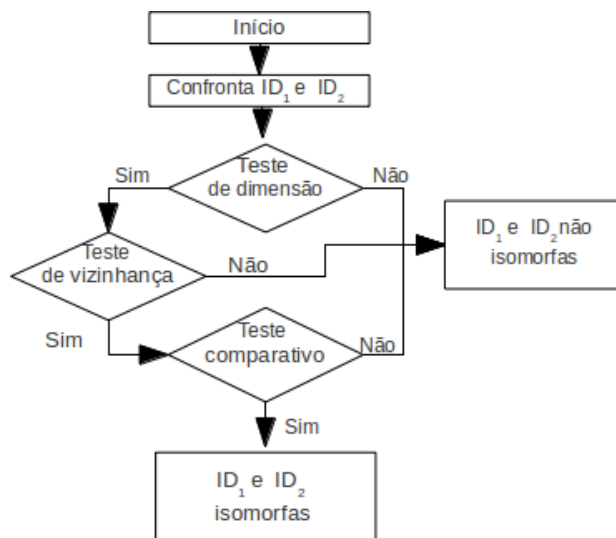 Início
Confronta ID₁ e ID₂
Teste
de dimensão
Sim
Não
ID₁ e ID₂ não
isomorfas
Teste
de vizinhança
Não
Sim
Teste
comparativo
Não
Sim
ID₁ e ID₂
isomorfas